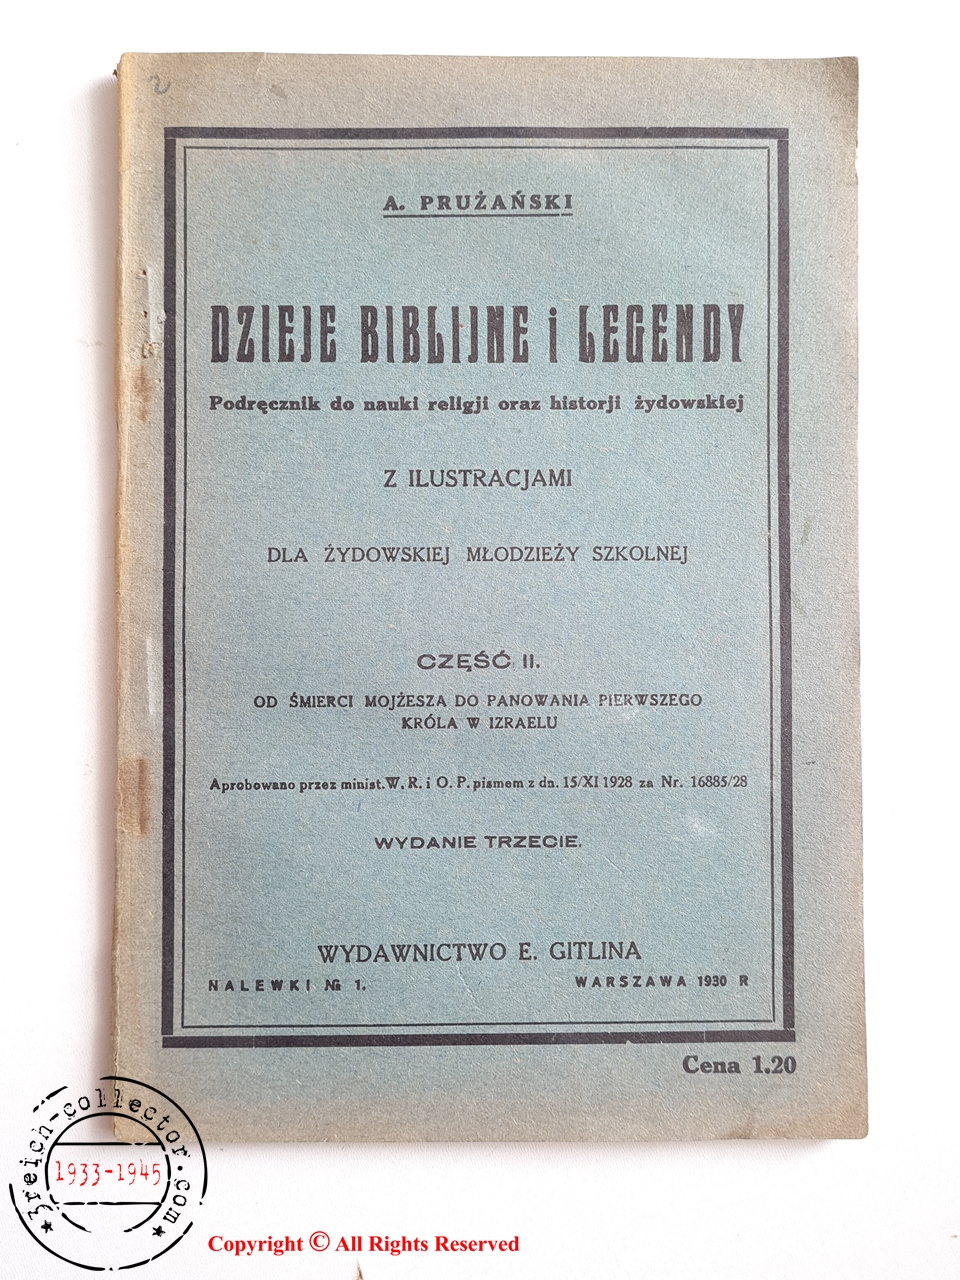 2
A. PRUŻAŃSKI
DZIEJE BIBLIJNE i LEGENDY
Podręcznik do nauki religji oraz historji żydowskiej
Z ILUSTRACJAMI
DLA ŻYDOWSKIEJ MŁODZIEŻY SZKOLNEJ
CZĘŚĆ II.
OD ŚMIERCI MOJŻESZA DO PANOWANIA PIERWSZEGO
KRÓLA W IZRAELU
Aprobowano przez minist. W. R. i O. P. pismem z dn. 15/XI 1928 za Nr. 16885/28
WYDANIE TRZECIE.
WYDAWNICTWO E. GITLINA
NALEWKI № 1. WARSZAWA 1930 R
Cena 1.20
3reich-collector.com
1933-1945
Copyright © All Rights Reserved